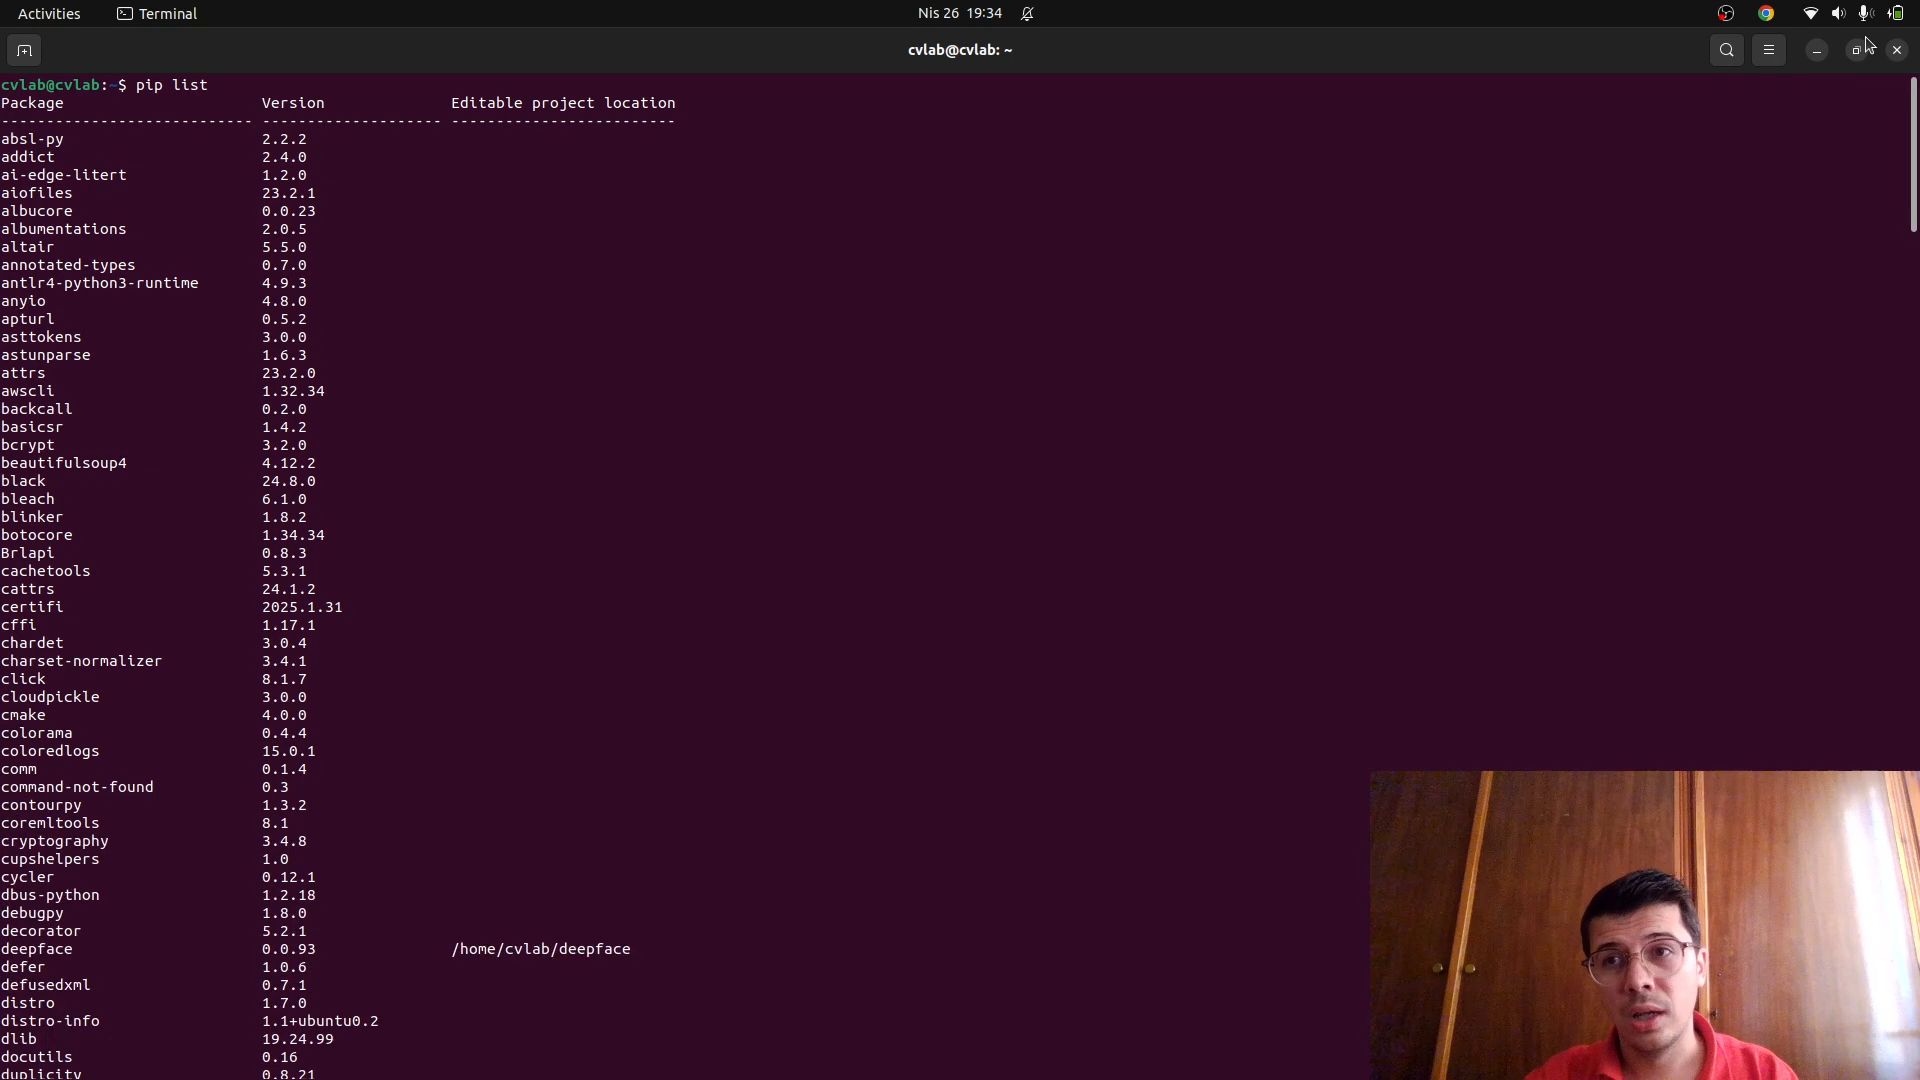 Activities Terminal Nis 26 19:34
cvlab@cvlab: ~
cvlab@cvlab:~$ pip list
Package Version Editable project location
---------------------------- -------------------- -------------------------
absl-py 2.2.2
addict 2.4.0
ai-edge-litert 1.2.0
aiofiles 23.2.1
albucore 0.0.23
albumentations 2.0.5
altair 5.5.0
annotated-types 0.7.0
antlr4-python3-runtime 4.9.3
anyio 4.8.0
apturl 0.5.2
asttokens 3.0.0
astunparse 1.6.3
attrs 23.2.0
awscli 1.32.34
backcall 0.2.0
basicsr 1.4.2
bcrypt 3.2.0
beautifulsoup4 4.12.2
black 24.8.0
bleach 6.1.0
blinker 1.8.2
botocore 1.34.34
Brlapi 0.8.3
cachetools 5.3.1
cattrs 24.1.2
certifi 2025.1.31
cffi 1.17.1
chardet 3.0.4
charset-normalizer 3.4.1
click 8.1.7
cloudpickle 3.0.0
cmake 4.0.0
colorama 0.4.4
coloredlogs 15.0.1
comm 0.1.4
command-not-found 0.3
contourpy 1.3.2
coremltools 8.1
cryptography 3.4.8
cupshelpers 1.0
cycler 0.12.1
dbus-python 1.2.18
debugpy 1.8.0
decorator 5.2.1
deepface 0.0.93 /home/cvlab/deepface
defer 1.0.6
defusedxml 0.7.1
distro 1.7.0
distro-info 1.1+ubuntu0.2
dlib 19.24.99
docutils 0.16
duplicity 0.8.21